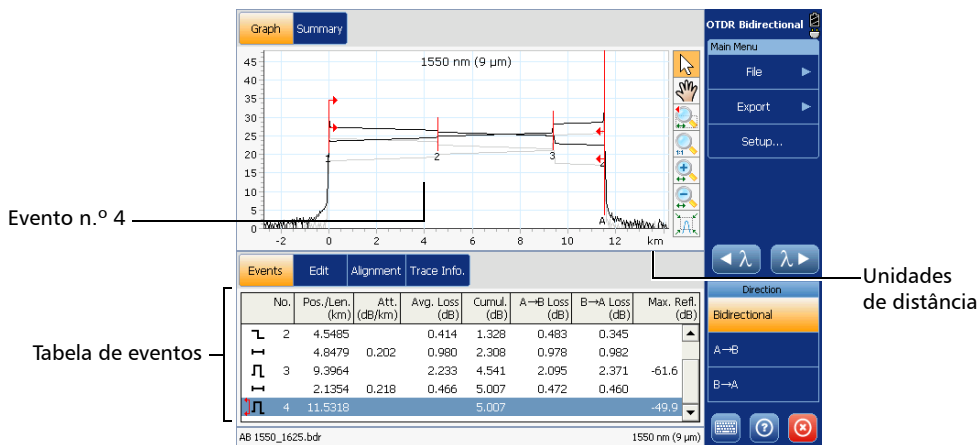 Graph Summary
OTDR Bidirectional
Main Menu
File
Export
Setup...
1550 nm (9 µm)
45
40
35
30
25
20
15
10
5
0
1 2 3
A
-2 0 2 4 6 8 10 12 km
1:1
Evento n.º 4
λ λ
Unidades
de distância
Direction
Bidirectional
A→B
B→A
Events Edit Alignment Trace Info.
Tabela de eventos
No. Pos./Len. Att. Avg. Loss Cumul. A→B Loss B→A Loss Max. Refl.
(km) (dB/km) (dB) (dB) (dB) (dB) (dB)
2 4.5485 0.414 1.328 0.483 0.345
4.8479 0.202 0.980 2.308 0.978 0.982
3 9.3964 2.233 4.541 2.095 2.371 -61.6
2.1354 0.218 0.466 5.007 0.472 0.460
4 11.5318 5.007 -49.9
AB 1550_1625.bdr 1550 nm (9 µm)